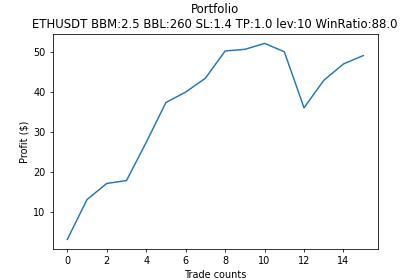 Portfolio
ETHUSDT BBM:2.5 BBL:260 SL:1.4 TP:1.0 lev:10 WinRatio:88.0
50
40
30
20
10
Profit ($)
0 2 4 6 8 10 12 14
Trade counts